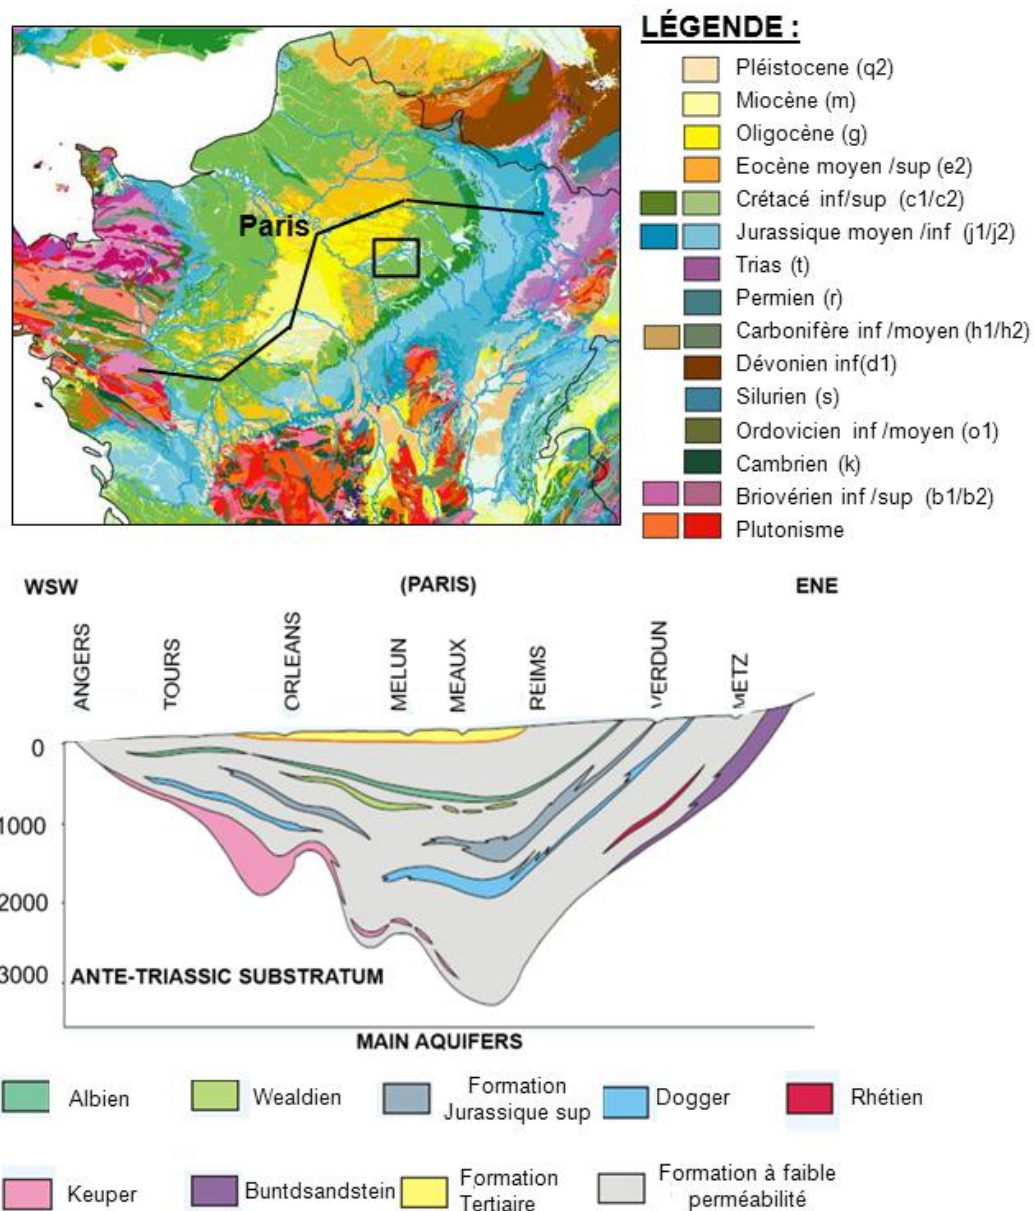 Paris
LÉGENDE :
Pléistocene (q2)
Miocène (m)
Oligocène (g)
Eocène moyen /sup (e2)
Crétacé inf/sup (c1/c2)
Jurassique moyen /inf (j1/j2)
Trias (t)
Permien (r)
Carbonifère inf /moyen (h1/h2)
Dévonien inf(d1)
Silurien (s)
Ordovicien inf /moyen (o1)
Cambrien (k)
Briovérien inf /sup (b1/b2)
Plutonisme
WSW (PARIS) ENE
ANGERS
TOURS
ORLEANS
MELUN
MEAUX
REIMS
VERDUN
METZ
0
1000
2000
3000
ANTE-TRIASSIC SUBSTRATUM
MAIN AQUIFERS
Albien
Wealdien
Formation
Jurassique sup
Dogger
Rhétien
Keuper
Buntdsandstein
Formation
Tertiaire
Formation à faible
perméabilité